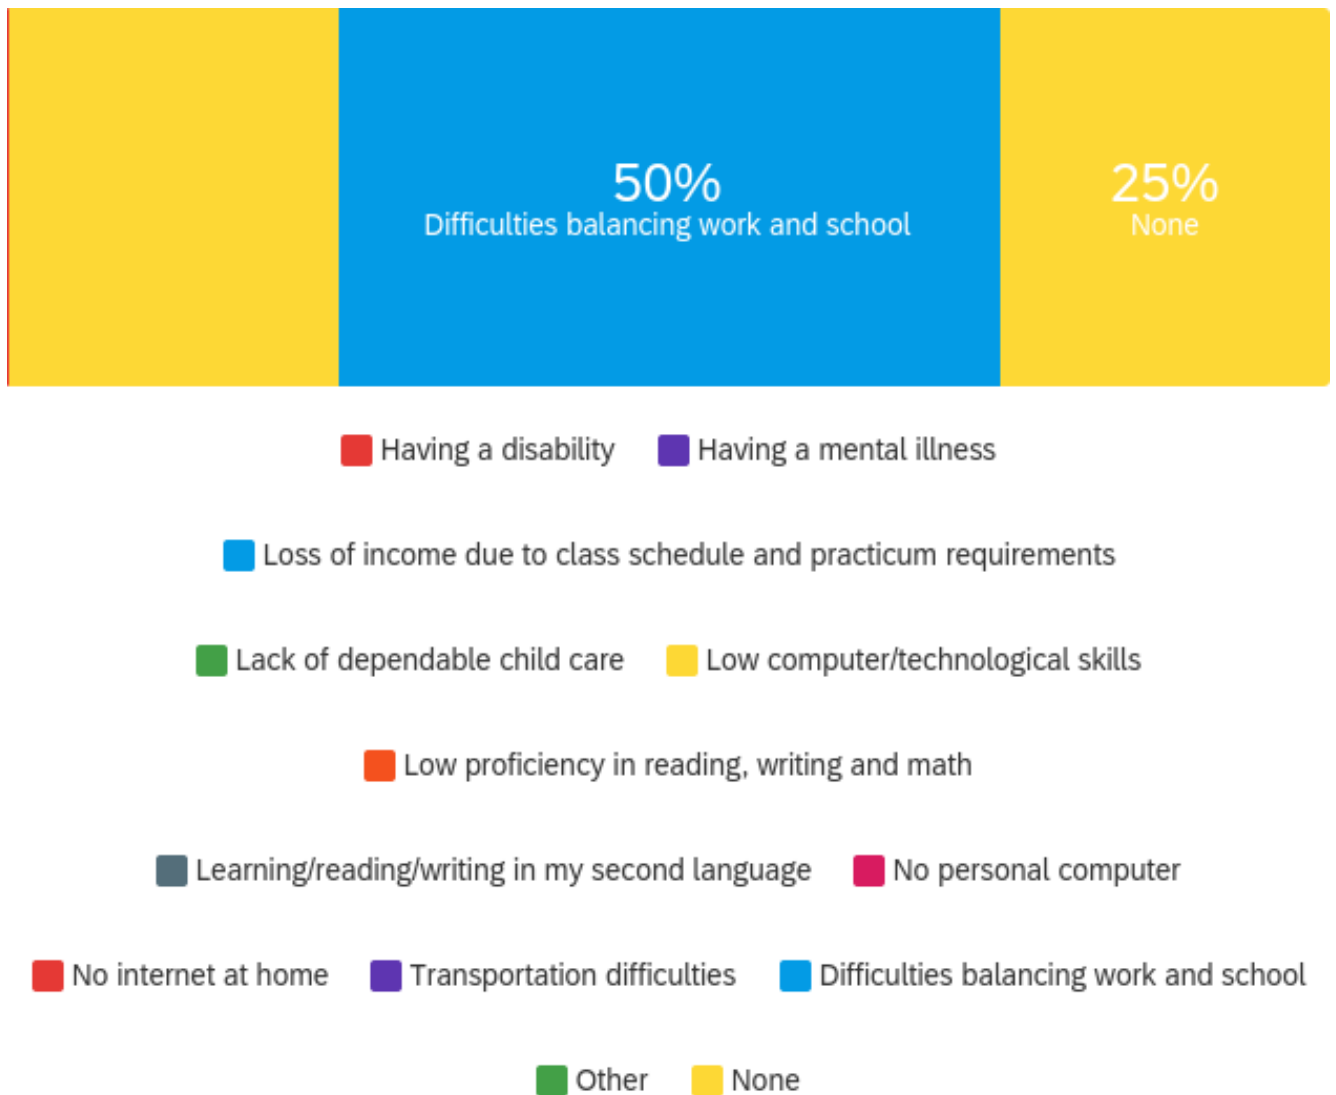 50%
Difficulties balancing work and school
25%
None
Having a disability
Having a mental illness
Loss of income due to class schedule and practicum requirements
Lack of dependable child care
Low computer/technological skills
Low proficiency in reading, writing and math
Learning/reading/writing in my second language
No personal computer
No internet at home
Transportation difficulties
Difficulties balancing work and school
Other
None